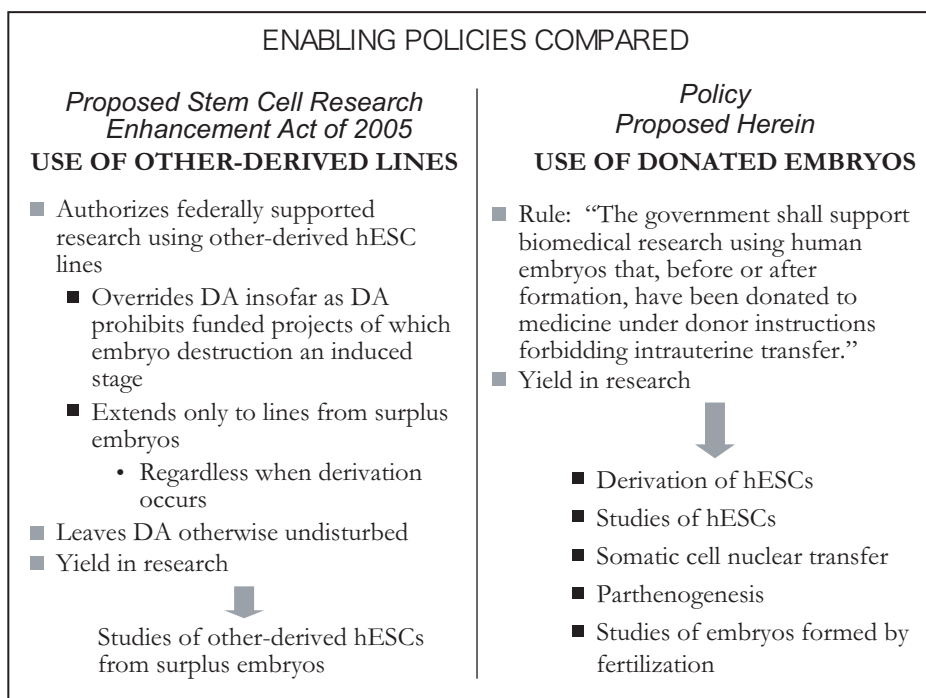 ENABLING POLICIES COMPARED
Proposed Stem Cell Research
Enhancement Act of 2005
USE OF OTHER-DERIVED LINES
Authorizes federally supported
research using other-derived hESC
lines
Overrides DA insofar as DA
prohibits funded projects of which
embryo destruction an induced
stage
Extends only to lines from surplus
embryos
• Regardless when derivation
occurs
Leaves DA otherwise undisturbed
Yield in research
Studies of other-derived hESCs
from surplus embryos
Policy
Proposed Herein
USE OF DONATED EMBRYOS
Rule: “The government shall support
biomedical research using human
embryos that, before or after
formation, have been donated to
medicine under donor instructions
forbidding intrauterine transfer.”
Yield in research
Derivation of hESCs
Studies of hESCs
Somatic cell nuclear transfer
Parthenogenesis
Studies of embryos formed by
fertilization